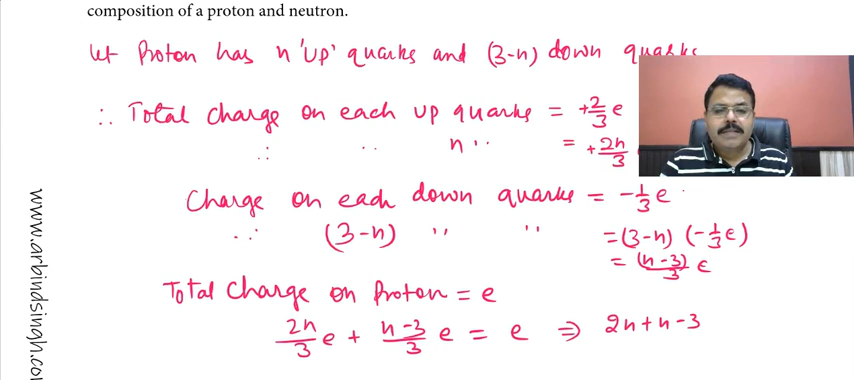 composition of a proton and neutron.
let Proton has n 'up' quarks and (3-n) down quarks
∴ Total charge on each up quarks = +2/3 e
∴ ·· n ·· = +2n/3
Charge on each down quarks = -1/3 e
∴ (3-n) '' '' = (3-n) (-1/3 e)
= (n-3)/3 e
Total Charge on Proton = e
2n/3 e + n-3/3 e = e ⇒ 2n+n-3
www.arbindsingh.co